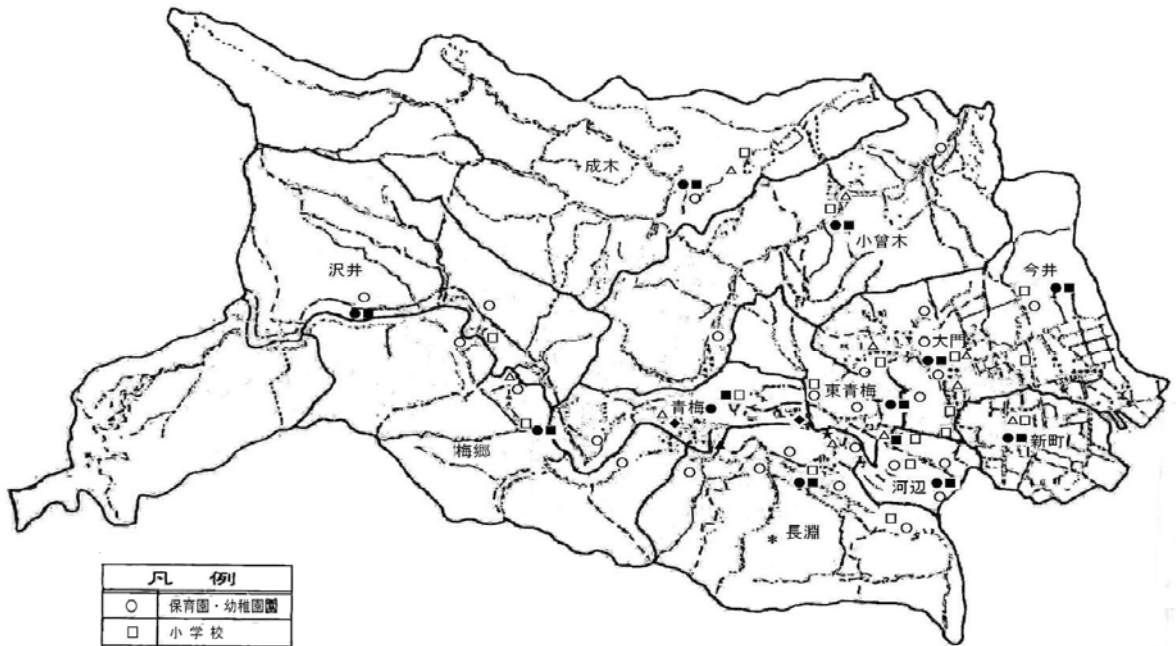 成木
小曾木
沢井
今井
大門
東青梅
青梅
梅郷
新町
河辺
長淵
凡 例
○ 保育園・幼稚園園
□ 小学校